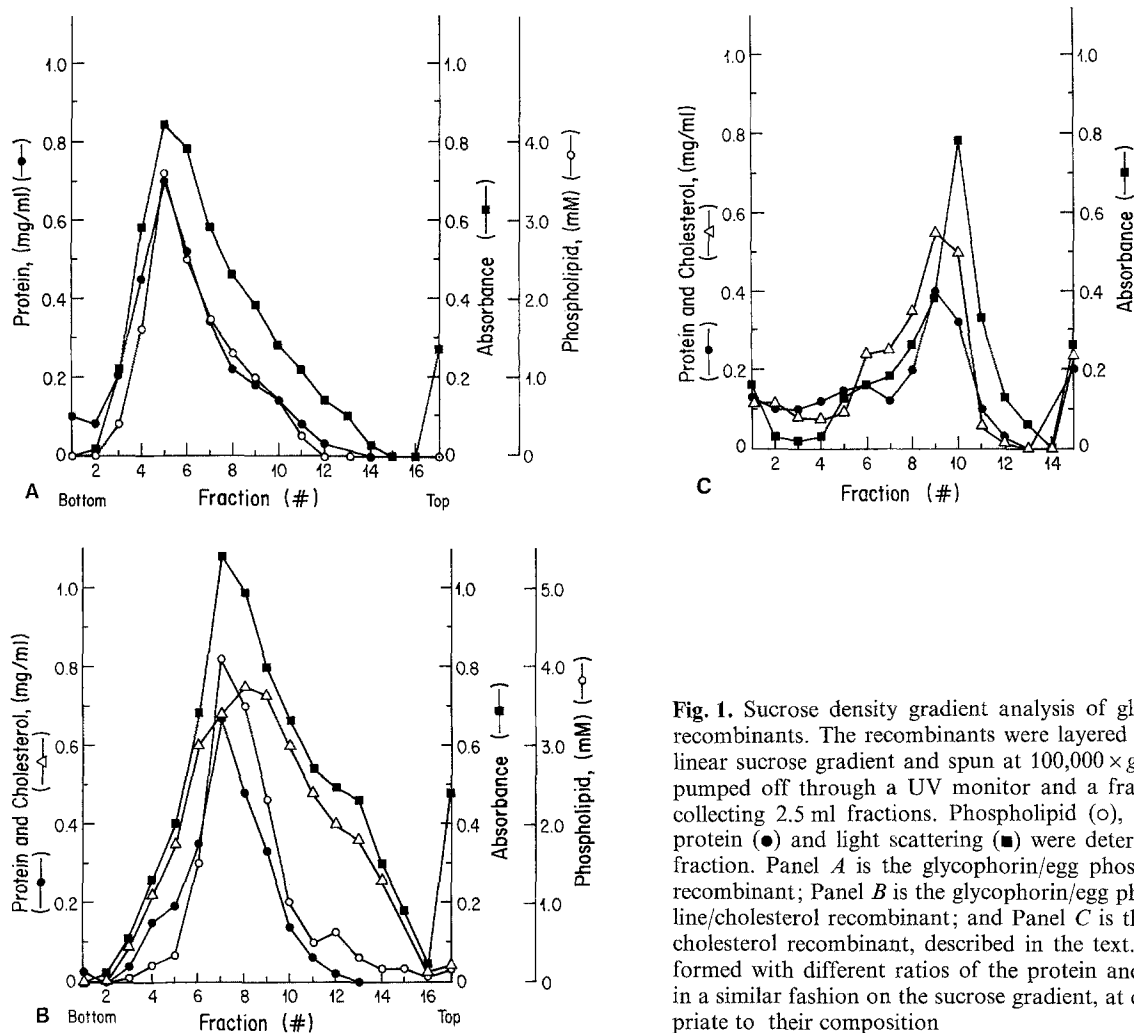 1.0
0.8
0.6
0.4
0.2
0
Protein, (mg/ml) (—●—)
1.0
0.8
0.6
0.4
0.2
0
Absorbance (—■—)
4.0
3.0
2.0
1.0
0
Phospholipid, (mM) (—○—)
2 4 6 8 10 12 14 16
Bottom Fraction (#) Top
A
1.0
0.8
0.6
0.4
0.2
0
Protein and Cholesterol, (mg/ml)
(—●—) (—△—)
1.0
0.8
0.6
0.4
0.2
0
Absorbance (—■—)
2 4 6 8 10 12 14
Fraction (#)
C
1.0
0.8
0.6
0.4
0.2
0
Protein and Cholesterol, (mg/ml)
(—●—) (—△—)
1.0
0.8
0.6
0.4
0.2
0
Absorbance (—■—)
5.0
4.0
3.0
2.0
1.0
0
Phospholipid, (mM) (—○—)
2 4 6 8 10 12 14 16
Bottom Fraction (#) Top
B
Fig. 1. Sucrose density gradient analysis of gl
recombinants. The recombinants were layered
linear sucrose gradient and spun at 100,000 × g
pumped off through a UV monitor and a fra
collecting 2.5 ml fractions. Phospholipid (○),
protein (●) and light scattering (■) were deter
fraction. Panel A is the glycophorin/egg phos
recombinant; Panel B is the glycophorin/egg ph
line/cholesterol recombinant; and Panel C is th
cholesterol recombinant, described in the text.
formed with different ratios of the protein and
in a similar fashion on the sucrose gradient, at
priate to their composition